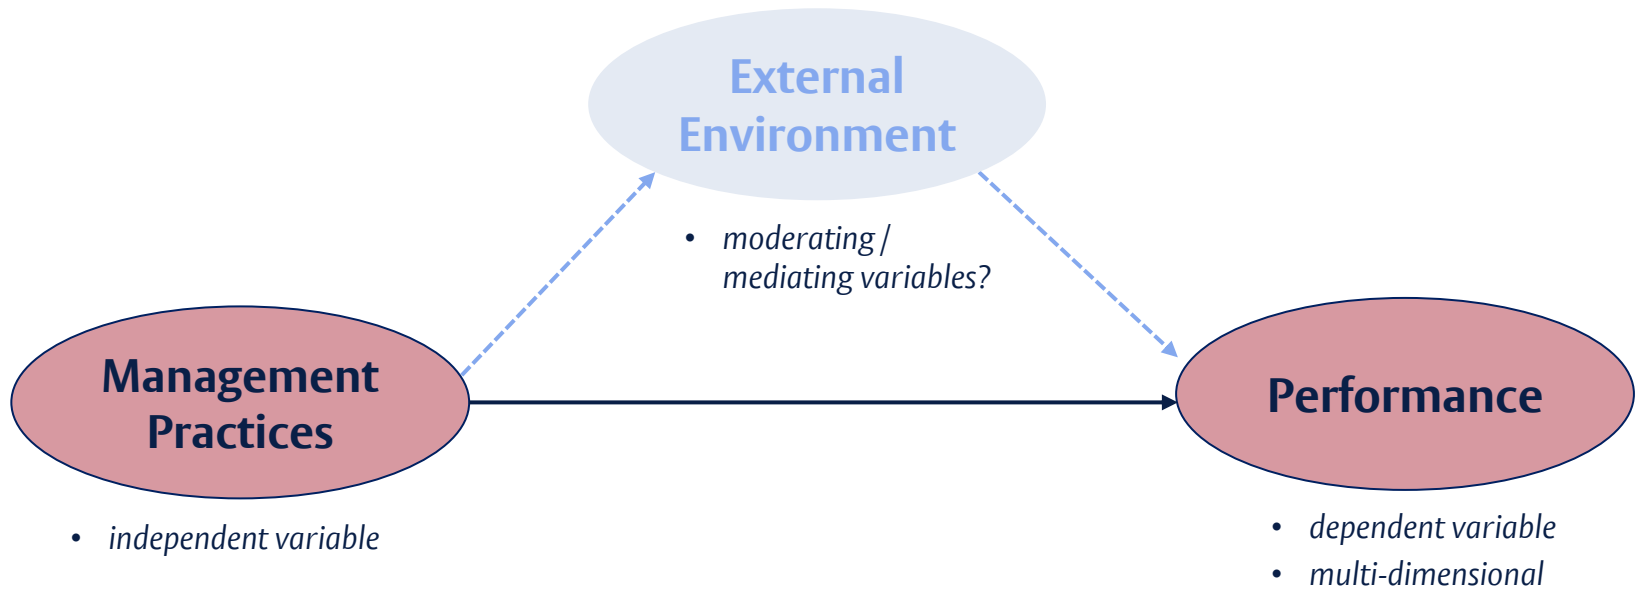 External
Environment
• moderating /
mediating variables?
Management
Practices
Performance
• independent variable
• dependent variable
• multi-dimensional